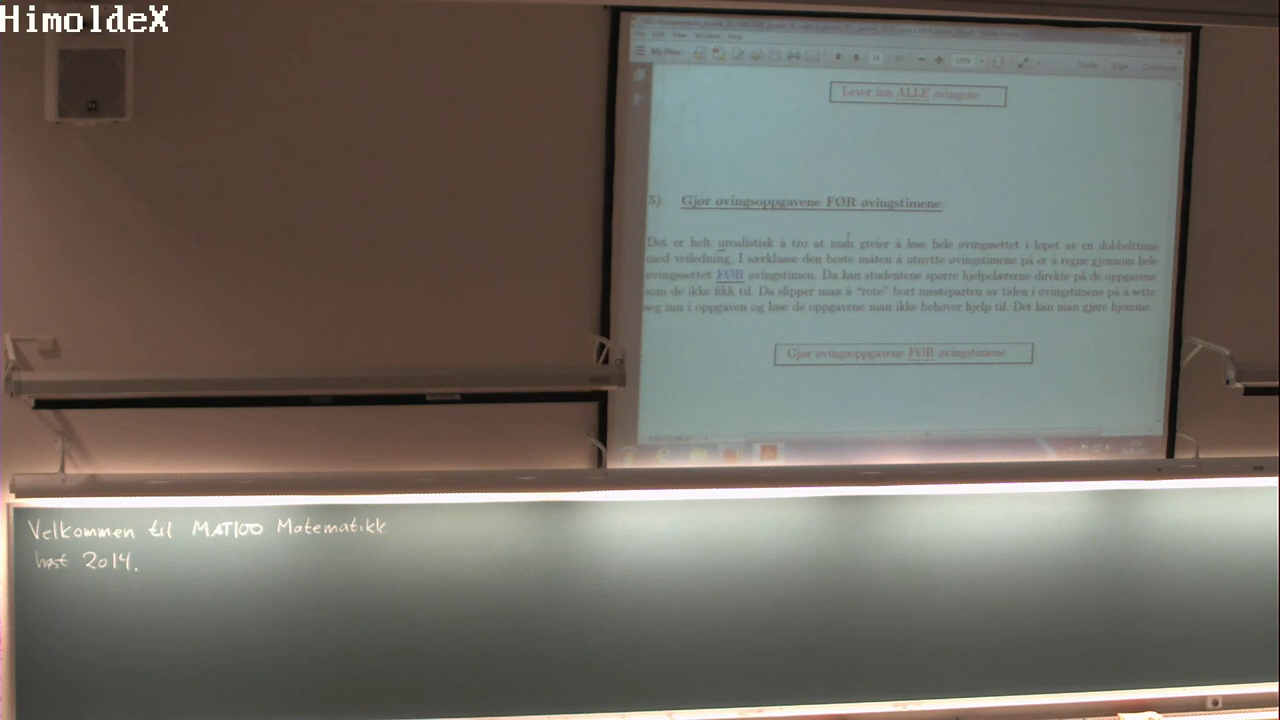 HimoldeX
My files
Lever inn ALLE øvingene
5) Gjør øvingsoppgavene FØR øvingstimene:
Det er helt urealistisk å tro at man greier å løse hele øvingssettet i løpet av en dobbelttime
med veiledning. I særklasse den beste måten å utnytte øvingstimene på er å regne gjennom hele
øvingssettet FØR øvingstimen. Da kan studentene spørre hjelpelærerne direkte på de oppgavene
som de ikke fikk til. Da slipper man å “rote” bort mesteparten av tiden i øvingstimene på å sette
seg inn i oppgaven og løse de oppgavene man ikke behøver hjelp til. Det kan man gjøre hjemme.
Gjør øvingsoppgavene FØR øvingstimene
Velkommen til MAT100 Matematikk
høst 2014.